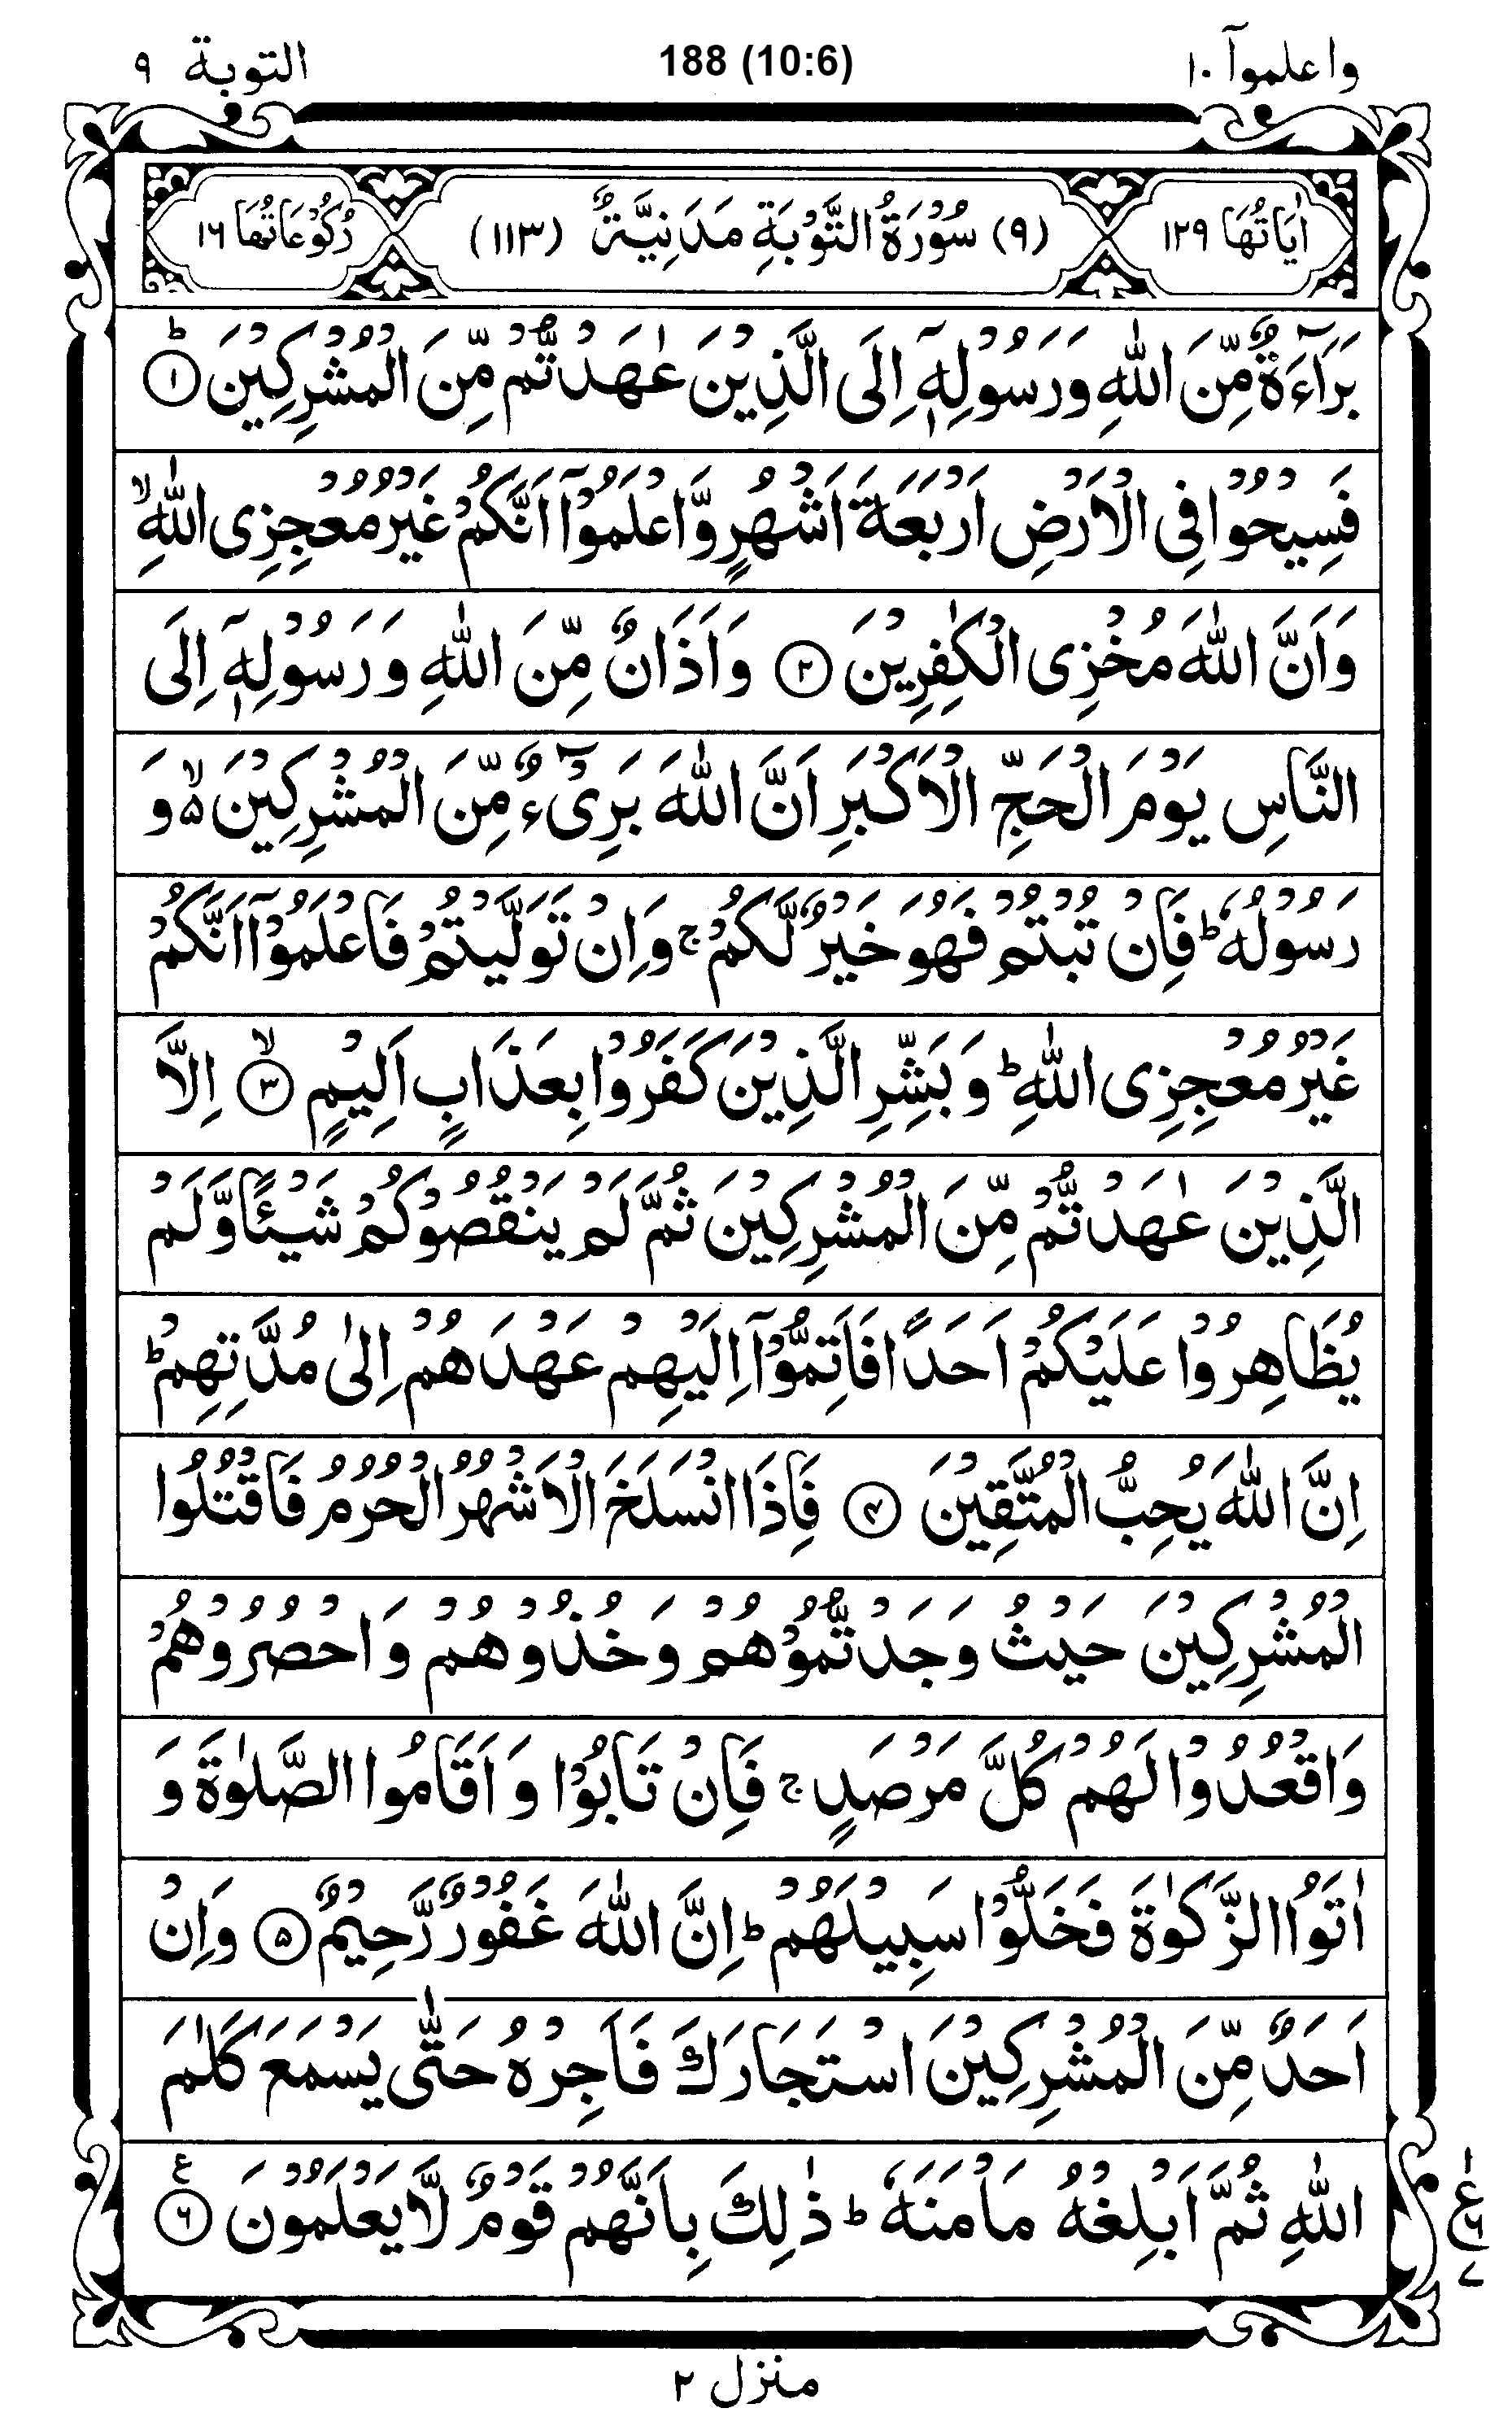 واعلموآ ١٠
188 (10:6)
التوبة ٩
اٰيَاتُهَا ١٢٩
(٩) سُوْرَةُ التَّوْبَةِ مَدَنِيَّةٌ (١١٣)
رُكُوْعَاتُهَا ١٦
بَرَآءَةٌ مِّنَ اللّٰهِ وَرَسُوْلِهٖۤ اِلَى الَّذِيْنَ عٰهَدْتُّمْ مِّنَ الْمُشْرِكِيْنَ ؕ ﴿١﴾
فَسِيْحُوْا فِى الْاَرْضِ اَرْبَعَةَ اَشْهُرٍ وَّاعْلَمُوْۤا اَنَّكُمْ غَيْرُ مُعْجِزِى اللّٰهِ ۙ
وَاَنَّ اللّٰهَ مُخْزِى الْكٰفِرِيْنَ ﴿٢﴾ وَاَذَانٌ مِّنَ اللّٰهِ وَرَسُوْلِهٖۤ اِلَى
النَّاسِ يَوْمَ الْحَجِّ الْاَكْبَرِ اَنَّ اللّٰهَ بَرِىْٓءٌ مِّنَ الْمُشْرِكِيْنَ ۙ۵ وَ
رَسُوْلُهٗ ؕ فَاِنْ تُبْتُمْ فَهُوَ خَيْرٌ لَّكُمْ ۚ وَاِنْ تَوَلَّيْتُمْ فَاعْلَمُوْۤا اَنَّكُمْ
غَيْرُ مُعْجِزِى اللّٰهِ ؕ وَبَشِّرِ الَّذِيْنَ كَفَرُوْا بِعَذَابٍ اَلِيْمٍ ۙ ﴿٣﴾ اِلَّا
الَّذِيْنَ عٰهَدْتُّمْ مِّنَ الْمُشْرِكِيْنَ ثُمَّ لَمْ يَنْقُصُوْكُمْ شَيْـًٔا وَّلَمْ
يُظَاهِرُوْا عَلَيْكُمْ اَحَدًا فَاَتِمُّوْۤا اِلَيْهِمْ عَهْدَهُمْ اِلٰى مُدَّتِهِمْ ؕ
اِنَّ اللّٰهَ يُحِبُّ الْمُتَّقِيْنَ ﴿٤﴾ فَاِذَا انْسَلَخَ الْاَشْهُرُ الْحُرُمُ فَاقْتُلُوا
الْمُشْرِكِيْنَ حَيْثُ وَجَدْتُّمُوْهُمْ وَخُذُوْهُمْ وَاحْصُرُوْهُمْ
وَاقْعُدُوْا لَهُمْ كُلَّ مَرْصَدٍ ۚ فَاِنْ تَابُوْا وَاَقَامُوا الصَّلٰوةَ وَ
اٰتَوُا الزَّكٰوةَ فَخَلُّوْا سَبِيْلَهُمْ ؕ اِنَّ اللّٰهَ غَفُوْرٌ رَّحِيْمٌ ﴿٥﴾ وَاِنْ
اَحَدٌ مِّنَ الْمُشْرِكِيْنَ اسْتَجَارَكَ فَاَجِرْهُ حَتّٰى يَسْمَعَ كَلٰمَ
اللّٰهِ ثُمَّ اَبْلِغْهُ مَاْمَنَهٗ ؕ ذٰلِكَ بِاَنَّهُمْ قَوْمٌ لَّا يَعْلَمُوْنَ ﴿٦﴾ ع
١
ع ٦
٧
منزل ٢